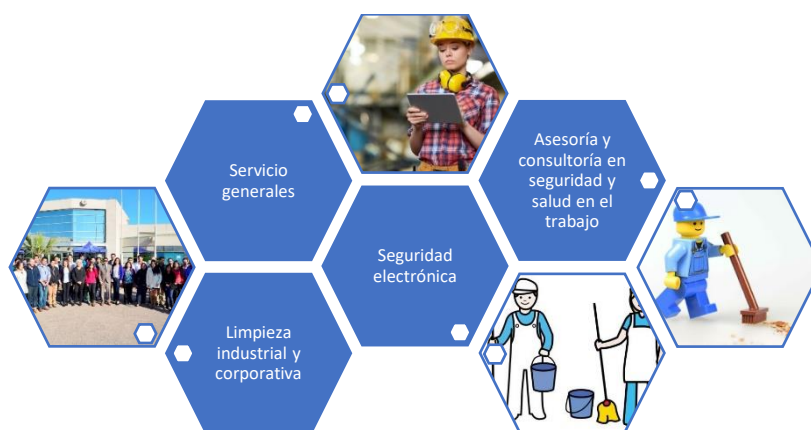 Servicio
generales
Asesoría y
consultoría en
seguridad y
salud en el
trabajo
Seguridad
electrónica
Limpieza
industrial y
corporativa